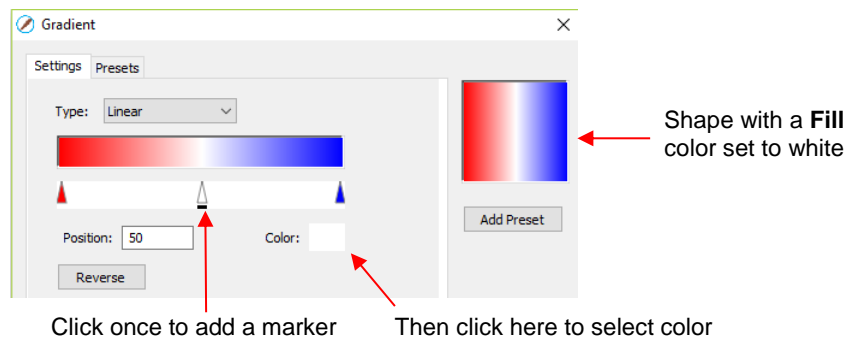 Gradient
Settings Presets
Type: Linear
Shape with a Fill
color set to white
Position: 50 Color:
Add Preset
Reverse
Click once to add a marker
Then click here to select color